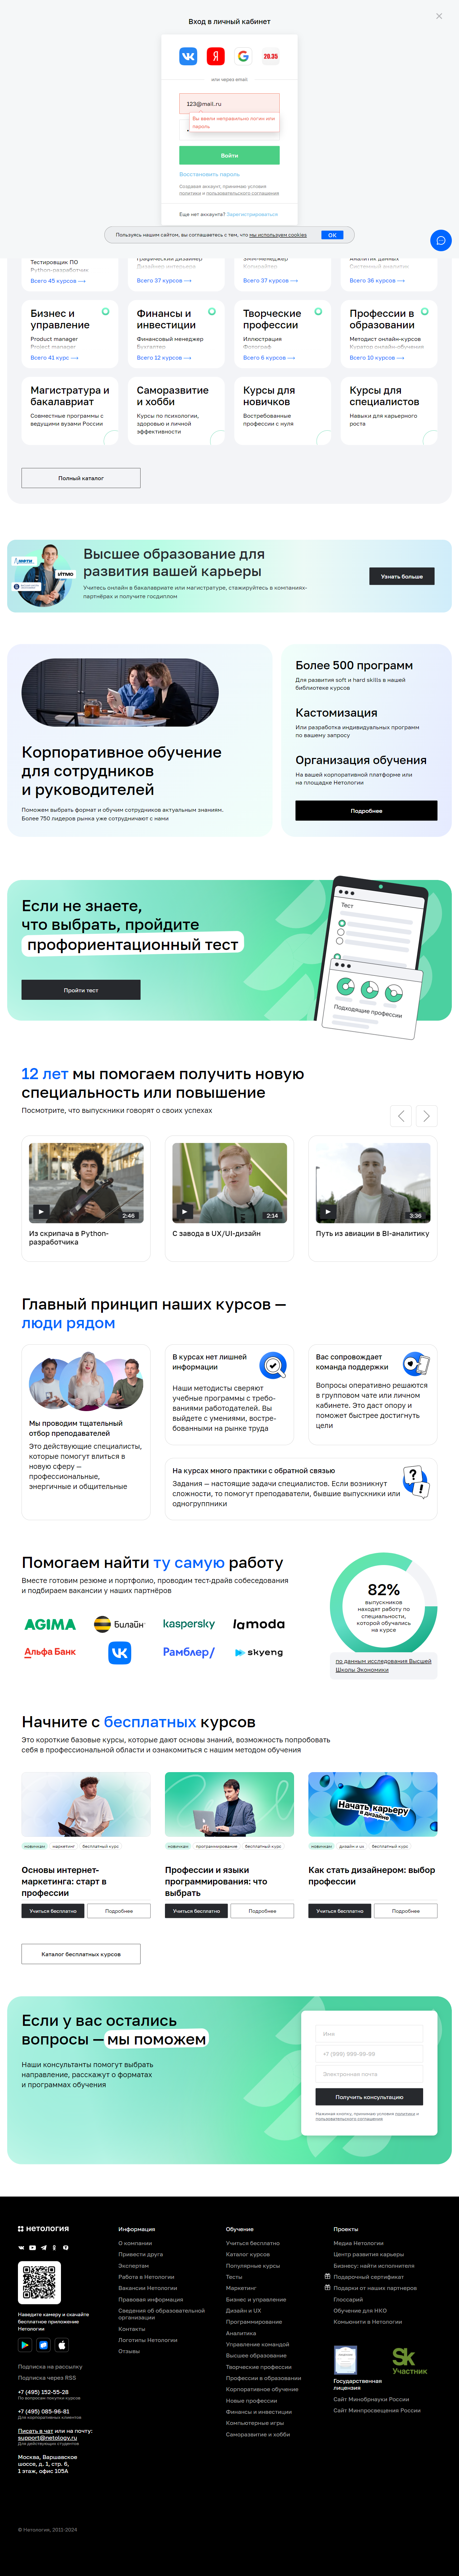 Вход в личный кабинет
Я
G
20.35
или через email
123@mail.ru
Вы ввели неправильно логин или
пароль
Войти
Восстановить пароль
Создавая аккаунт, принимаю условия
политики и пользовательского соглашения
Еще нет аккаунта? Зарегистрироваться
Пользуясь нашим сайтом, вы соглашаетесь с тем, что мы используем cookies
ОК
Тестировщик ПО
Python-разработчик
Всего 45 курсов
Графический дизайнер
Дизайнер интерьера
Всего 37 курсов
SMM-менеджер
Копирайтер
Всего 37 курсов
Аналитик данных
Системный аналитик
Всего 36 курсов
Бизнес и
управление
Product manager
Project manager
Всего 41 курс
Финансы и
инвестиции
Финансовый менеджер
Бухгалтер
Всего 12 курсов
Творческие
профессии
Иллюстрация
Фотограф
Всего 6 курсов
Профессии в
образовании
Методист онлайн-курсов
Куратор онлайн-обучения
Всего 10 курсов
Магистратура и
бакалавриат
Совместные программы с
ведущими вузами России
Саморазвитие
и хобби
Курсы по психологии,
здоровью и личной
эффективности
Курсы для
новичков
Востребованные
профессии с нуля
Курсы для
специалистов
Навыки для карьерного
роста
Полный каталог
Высшее образование для
развития вашей карьеры
Учитесь онлайн в бакалавриате или магистратуре, стажируйтесь в компаниях-
партнёрах и получите госдиплом
мфти
ИТМО
Узнать больше
Корпоративное обучение
для сотрудников
и руководителей
Поможем выбрать формат и обучим сотрудников актуальным знаниям.
Более 750 лидеров рынка уже сотрудничают с нами
Более 500 программ
Для развития soft и hard skills в нашей
библиотеке курсов
Кастомизация
Или разработка индивидуальных программ
по вашему запросу
Организация обучения
На вашей корпоративной платформе или
на площадке Нетологии
Подробнее
Если не знаете,
что выбрать, пройдите
профориентационный тест
Пройти тест
Тест
Подходящие профессии
12 лет мы помогаем получить новую
специальность или повышение
Посмотрите, что выпускники говорят о своих успехах
2:46
Из скрипача в Python-
разработчика
2:14
С завода в UX/UI-дизайн
3:36
Путь из авиации в BI-аналитику
Главный принцип наших курсов —
люди рядом
Мы проводим тщательный
отбор преподавателей
Это действующие специалисты,
которые помогут влиться в
новую сферу —
профессиональные,
энергичные и общительные
В курсах нет лишней
информации
Наши методисты сверяют
учебные программы с требо-
ваниями работодателей. Вы
выйдете с умениями, востре-
бованными на рынке труда
Вас сопровождает
команда поддержки
Вопросы оперативно решаются
в групповом чате или личном
кабинете. Это даст опору и
поможет быстрее достигнуть
цели
На курсах много практики с обратной связью
Задания — настоящие задачи специалистов. Если возникнут
сложности, то помогут преподаватели, бывшие выпускники или
одногруппники
Помогаем найти ту самую работу
Вместе готовим резюме и портфолио, проводим тест-драйв собеседования
и подбираем вакансии у наших партнёров
AGIMA
Билайн
kaspersky
lamoda
Альфа Банк
Рамблер/
skyeng
82%
выпускников
находят работу по
специальности,
которой обучались
на курсе
по данным исследования Высшей
Школы Экономики
Начните с бесплатных курсов
Это короткие базовые курсы, которые дают основы знаний, возможность попробовать
себя в профессиональной области и ознакомиться с нашим методом обучения
новичкам маркетинг бесплатный курс
Основы интернет-
маркетинга: старт в
профессии
Учиться бесплатно
Подробнее
новичкам программирование бесплатный курс
Профессии и языки
программирования: что
выбрать
Учиться бесплатно
Подробнее
Начать карьеру
в дизайне
новичкам дизайн и ux бесплатный курс
Как стать дизайнером: выбор
профессии
Учиться бесплатно
Подробнее
Каталог бесплатных курсов
Если у вас остались
вопросы — мы поможем
Наши консультанты помогут выбрать
направление, расскажут о форматах
и программах обучения
Имя
+7 (999) 999-99-99
Электронная почта
Получить консультацию
Нажимая кнопку, принимаю условия политики и
пользовательского соглашения
нетология
Наведите камеру и скачайте
бесплатное приложение
Нетологии
Подписка на рассылку
Подписка через RSS
+7 (495) 152-55-28
По вопросам покупки курсов
+7 (495) 085-96-81
Для корпоративных клиентов
Писать в чат или на почту:
support@netology.ru
Для действующих студентов
Москва, Варшавское
шоссе, д. 1, стр. 6,
1 этаж, офис 105А
© Нетология, 2011-2024
Информация
О компании
Привести друга
Экспертам
Работа в Нетологии
Вакансии Нетологии
Правовая информация
Сведения об образовательной
организации
Контакты
Логотипы Нетологии
Отзывы
Обучение
Учиться бесплатно
Каталог курсов
Популярные курсы
Тесты
Маркетинг
Бизнес и управление
Дизайн и UX
Программирование
Аналитика
Управление командой
Высшее образование
Творческие профессии
Профессии в образовании
Корпоративное обучение
Новые профессии
Финансы и инвестиции
Компьютерные игры
Саморазвитие и хобби
Проекты
Медиа Нетологии
Центр развития карьеры
Бизнесу: найти исполнителя
Подарочный сертификат
Подарки от наших партнеров
Глоссарий
Обучение для НКО
Комьюнити в Нетологии
Государственная
лицензия
Sk
Участник
Сайт Минобрнауки России
Сайт Минпросвещения России